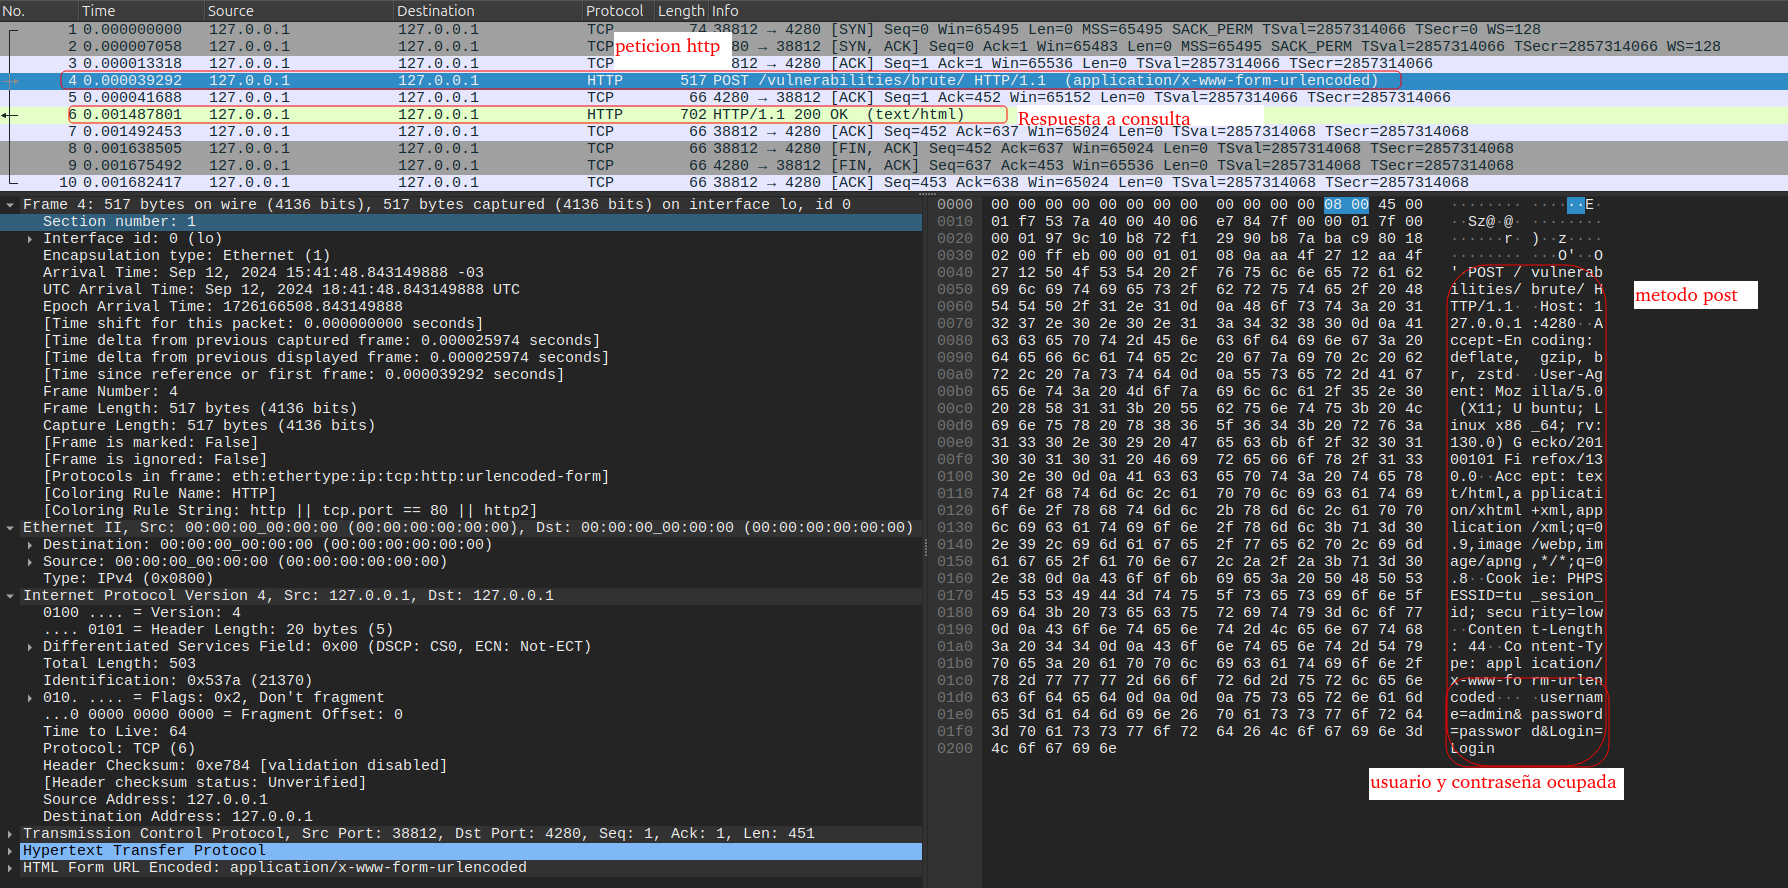 No. Time Source Destination Protocol Length Info
1 0.000000000 127.0.0.1 127.0.0.1 TCP 74 38812 → 4280 [SYN] Seq=0 Win=65495 Len=0 MSS=65495 SACK_PERM TSval=2857314066 TSecr=0 WS=128
peticion http
2 0.000007058 127.0.0.1 127.0.0.1 TCP 80 → 38812 [SYN, ACK] Seq=0 Ack=1 Win=65483 Len=0 MSS=65495 SACK_PERM TSval=2857314066 TSecr=2857314066 WS=128
3 0.000013318 127.0.0.1 127.0.0.1 TCP [ACK] Seq=1 Ack=1 Win=65536 Len=0 TSval=2857314066 TSecr=2857314066
4 0.000039292 127.0.0.1 127.0.0.1 HTTP 517 POST /vulnerabilities/brute/ HTTP/1.1 (application/x-www-form-urlencoded)
5 0.000041688 127.0.0.1 127.0.0.1 TCP 66 4280 → 38812 [ACK] Seq=1 Ack=452 Win=65152 Len=0 TSval=2857314066 TSecr=2857314066
6 0.001487801 127.0.0.1 127.0.0.1 HTTP 702 HTTP/1.1 200 OK (text/html)
Respuesta a consulta
7 0.001492453 127.0.0.1 127.0.0.1 TCP 66 38812 → 4280 [ACK] Seq=452 Ack=637 Win=65024 Len=0 TSval=2857314068 TSecr=2857314068
8 0.001638505 127.0.0.1 127.0.0.1 TCP 66 38812 → 4280 [FIN, ACK] Seq=452 Ack=637 Win=65024 Len=0 TSval=2857314068 TSecr=2857314068
9 0.001675492 127.0.0.1 127.0.0.1 TCP 66 4280 → 38812 [FIN, ACK] Seq=637 Ack=453 Win=65536 Len=0 TSval=2857314068 TSecr=2857314068
10 0.001682417 127.0.0.1 127.0.0.1 TCP 66 38812 → 4280 [ACK] Seq=453 Ack=638 Win=65024 Len=0 TSval=2857314068 TSecr=2857314068
Frame 4: 517 bytes on wire (4136 bits), 517 bytes captured (4136 bits) on interface lo, id 0
Section number: 1
Interface id: 0 (lo)
Encapsulation type: Ethernet (1)
Arrival Time: Sep 12, 2024 15:41:48.843149888 -03
UTC Arrival Time: Sep 12, 2024 18:41:48.843149888 UTC
Epoch Arrival Time: 1726166508.843149888
[Time shift for this packet: 0.000000000 seconds]
[Time delta from previous captured frame: 0.000025974 seconds]
[Time delta from previous displayed frame: 0.000025974 seconds]
[Time since reference or first frame: 0.000039292 seconds]
Frame Number: 4
Frame Length: 517 bytes (4136 bits)
Capture Length: 517 bytes (4136 bits)
[Frame is marked: False]
[Frame is ignored: False]
[Protocols in frame: eth:ethertype:ip:tcp:http:urlencoded-form]
[Coloring Rule Name: HTTP]
[Coloring Rule String: http || tcp.port == 80 || http2]
Ethernet II, Src: 00:00:00_00:00:00 (00:00:00:00:00:00), Dst: 00:00:00_00:00:00 (00:00:00:00:00:00)
Destination: 00:00:00_00:00:00 (00:00:00:00:00:00)
Source: 00:00:00_00:00:00 (00:00:00:00:00:00)
Type: IPv4 (0x0800)
Internet Protocol Version 4, Src: 127.0.0.1, Dst: 127.0.0.1
0100 .... = Version: 4
.... 0101 = Header Length: 20 bytes (5)
Differentiated Services Field: 0x00 (DSCP: CS0, ECN: Not-ECT)
Total Length: 503
Identification: 0x537a (21370)
010. .... = Flags: 0x2, Don't fragment
...0 0000 0000 0000 = Fragment Offset: 0
Time to Live: 64
Protocol: TCP (6)
Header Checksum: 0xe784 [validation disabled]
[Header checksum status: Unverified]
Source Address: 127.0.0.1
Destination Address: 127.0.0.1
Transmission Control Protocol, Src Port: 38812, Dst Port: 4280, Seq: 1, Ack: 1, Len: 451
Hypertext Transfer Protocol
HTML Form URL Encoded: application/x-www-form-urlencoded
0000 00 00 00 00 00 00 00 00 00 00 00 00 08 00 45 00 ········ ······E·
0010 01 f7 53 7a 40 00 40 06 e7 84 7f 00 00 01 7f 00 ··Sz@·@· ········
0020 00 01 97 9c 10 b8 72 f1 29 90 b8 7a ba c9 80 18 ······r· )··z····
0030 02 00 ff eb 00 00 01 01 08 0a aa 4f 27 12 aa 4f ········ ···O'··O
0040 27 12 50 4f 53 54 20 2f 76 75 6c 6e 65 72 61 62 '·POST / vulnerab
0050 69 6c 69 74 69 65 73 2f 62 72 75 74 65 2f 20 48 ilities/ brute/ H
0060 54 54 50 2f 31 2e 31 0d 0a 48 6f 73 74 3a 20 31 TTP/1.1· ·Host: 1
0070 32 37 2e 30 2e 30 2e 31 3a 34 32 38 30 0d 0a 41 27.0.0.1 :4280··A
0080 63 63 65 70 74 2d 45 6e 63 6f 64 69 6e 67 3a 20 ccept-En coding:
0090 64 65 66 6c 61 74 65 2c 20 67 7a 69 70 2c 20 62 deflate, gzip, b
00a0 72 2c 20 7a 73 74 64 0d 0a 55 73 65 72 2d 41 67 r, zstd· ·User-Ag
00b0 65 6e 74 3a 20 4d 6f 7a 69 6c 6c 61 2f 35 2e 30 ent: Moz illa/5.0
00c0 20 28 58 31 31 3b 20 55 62 75 6e 74 75 3b 20 4c (X11; U buntu; L
00d0 69 6e 75 78 20 78 38 36 5f 36 34 3b 20 72 76 3a inux x86 _64; rv:
00e0 31 33 30 2e 30 29 20 47 65 63 6b 6f 2f 32 30 31 130.0) G ecko/201
00f0 30 30 31 30 31 20 46 69 72 65 66 6f 78 2f 31 33 00101 Fi refox/13
0100 30 2e 30 0d 0a 41 63 63 65 70 74 3a 20 74 65 78 0.0··Acc ept: tex
0110 74 2f 68 74 6d 6c 2c 61 70 70 6c 69 63 61 74 69 t/html,a pplicati
0120 6f 6e 2f 78 68 74 6d 6c 2b 78 6d 6c 2c 61 70 70 on/xhtml +xml,app
0130 6c 69 63 61 74 69 6f 6e 2f 78 6d 6c 3b 71 3d 30 lication /xml;q=0
0140 2e 39 2c 69 6d 61 67 65 2f 77 65 62 70 2c 69 6d .9,image /webp,im
0150 61 67 65 2f 61 70 6e 67 2c 2a 2f 2a 3b 71 3d 30 age/apng ,*/*;q=0
0160 2e 38 0d 0a 43 6f 6f 6b 69 65 3a 20 50 48 50 53 .8··Cook ie: PHPS
0170 45 53 53 49 44 3d 74 75 5f 73 65 73 69 6f 6e 5f ESSID=tu _sesion_
0180 69 64 3b 20 73 65 63 75 72 69 74 79 3d 6c 6f 77 id; secu rity=low
0190 0d 0a 43 6f 6e 74 65 6e 74 2d 4c 65 6e 67 74 68 ··Conten t-Length
01a0 3a 20 34 34 0d 0a 43 6f 6e 74 65 6e 74 2d 54 79 : 44··Co ntent-Ty
01b0 70 65 3a 20 61 70 70 6c 69 63 61 74 69 6f 6e 2f pe: appl ication/
01c0 78 2d 77 77 77 2d 66 6f 72 6d 2d 75 72 6c 65 6e x-www-fo rm-urlen
01d0 63 6f 64 65 64 0d 0a 0d 0a 75 73 65 72 6e 61 6d coded··· ·usernam
01e0 65 3d 61 64 6d 69 6e 26 70 61 73 73 77 6f 72 64 e=admin& password
01f0 3d 70 61 73 73 77 6f 72 64 26 4c 6f 67 69 6e 3d =passwor d&Login=
0200 4c 6f 67 69 6e Login
metodo post
usuario y contraseña ocupada